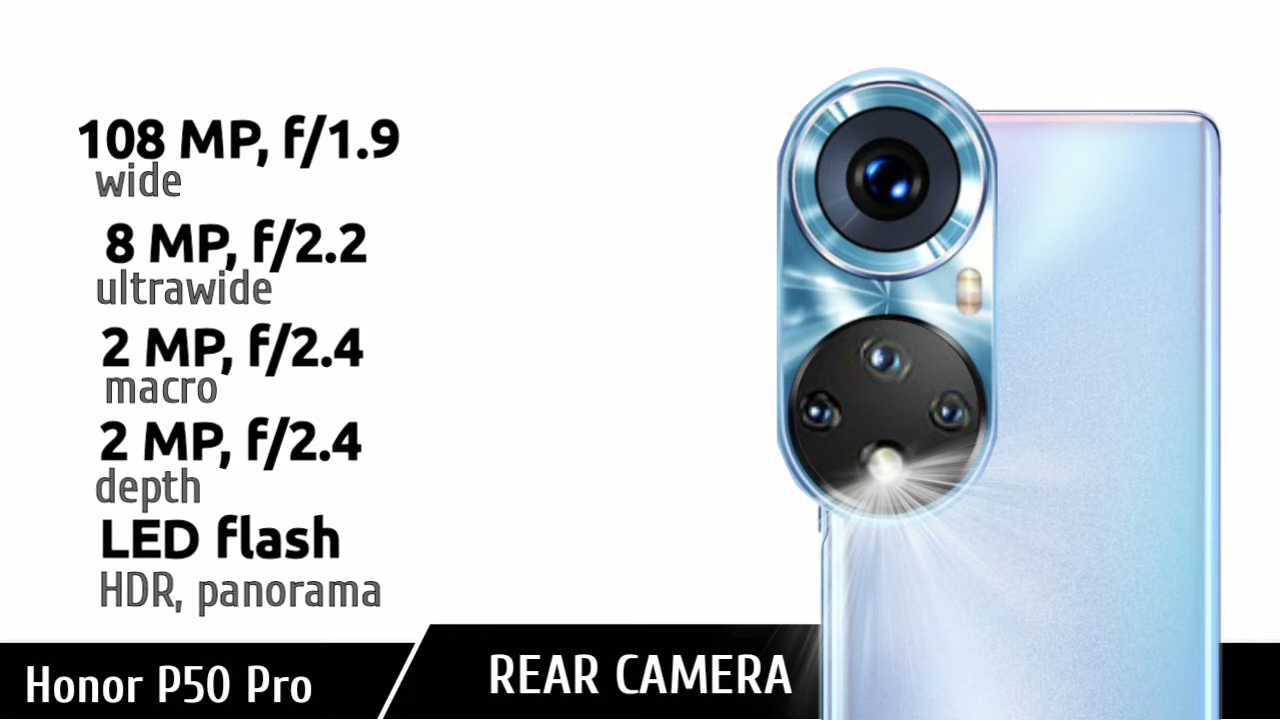 108 MP, f/1.9
wide
8 MP, f/2.2
ultrawide
2 MP, f/2.4
macro
2 MP, f/2.4
depth
LED flash
HDR, panorama
Honor P50 Pro
REAR CAMERA